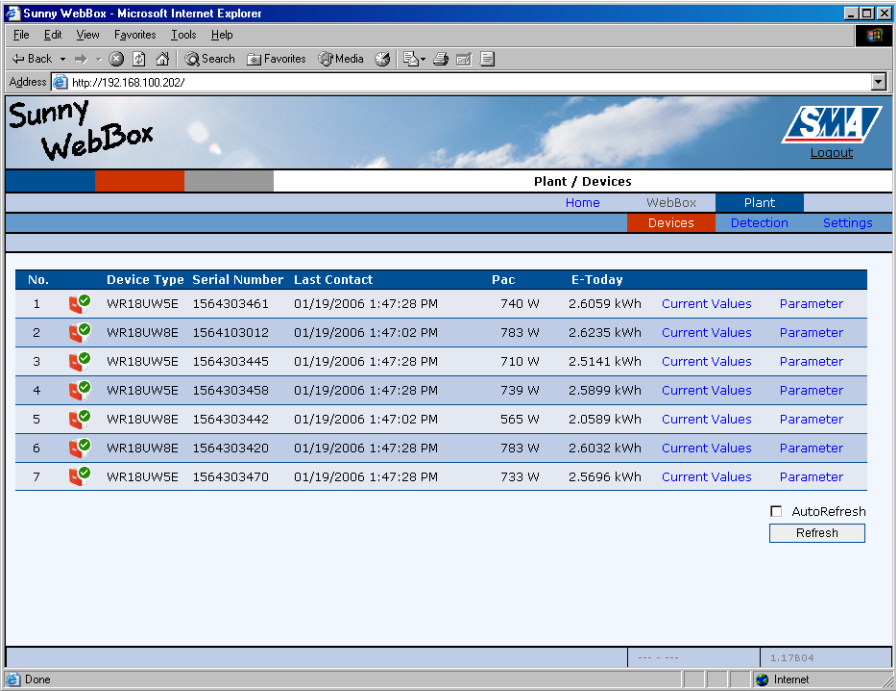 Sunny WebBox - Microsoft Internet Explorer
File Edit View Favorites Tools Help
Back Search Favorites Media
Address http://192.168.100.202/
Sunny
WebBox
SMA
Logout
Plant / Devices
Home WebBox Plant
Devices Detection Settings
No. Device Type Serial Number Last Contact Pac E-Today
1 WR18UW5E 1564303461 01/19/2006 1:47:28 PM 740 W 2.6059 kWh Current Values Parameter
2 WR18UW8E 1564103012 01/19/2006 1:47:02 PM 783 W 2.6235 kWh Current Values Parameter
3 WR18UW5E 1564303445 01/19/2006 1:47:28 PM 710 W 2.5141 kWh Current Values Parameter
4 WR18UW5E 1564303458 01/19/2006 1:47:28 PM 739 W 2.5899 kWh Current Values Parameter
5 WR18UW8E 1564303442 01/19/2006 1:47:02 PM 565 W 2.0589 kWh Current Values Parameter
6 WR18UW8E 1564303420 01/19/2006 1:47:28 PM 783 W 2.6032 kWh Current Values Parameter
7 WR18UW5E 1564303470 01/19/2006 1:47:28 PM 733 W 2.5696 kWh Current Values Parameter
AutoRefresh
Refresh
--- - --- 1.17B04
Done Internet